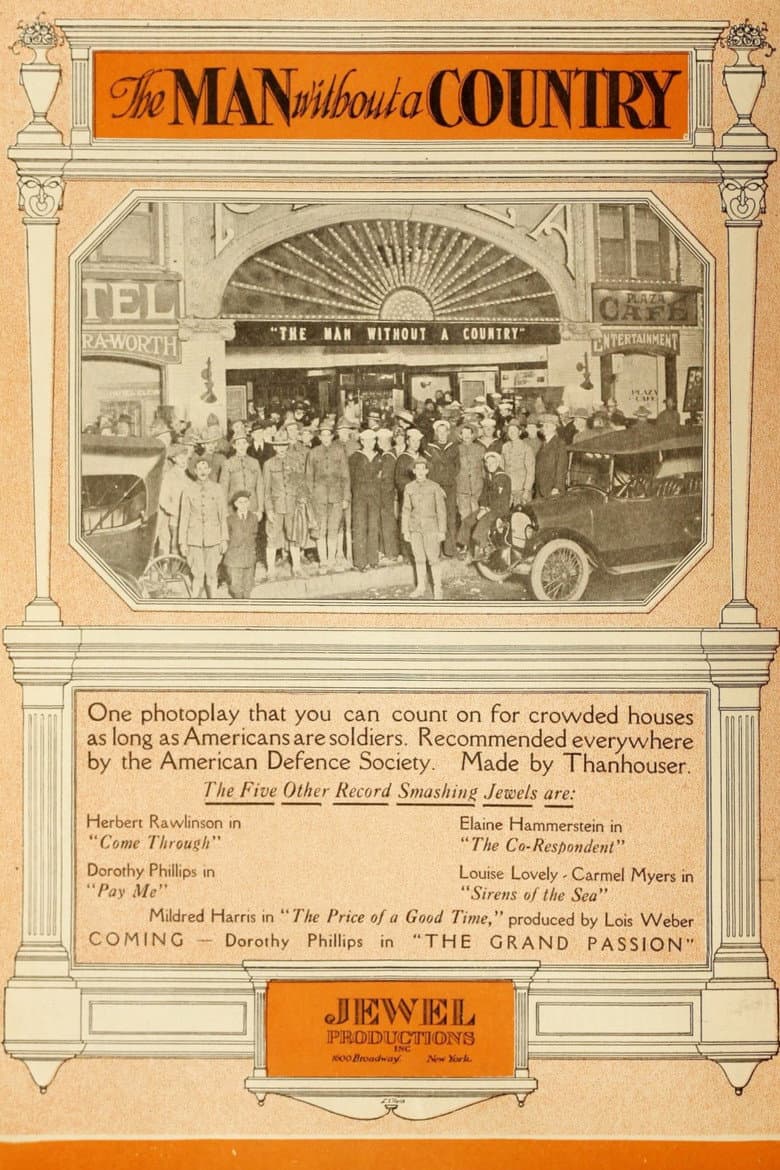 The MAN without a COUNTRY
TEL
RA-WORTH
"THE MAN WITHOUT A COUNTRY"
PLAZA
CAFE
ENTERTAINMENT
PLAZA
CAFE
One photoplay that you can count on for crowded houses
as long as Americans are soldiers. Recommended everywhere
by the American Defence Society. Made by Thanhouser.
The Five Other Record Smashing Jewels are:
Herbert Rawlinson in
"Come Through"
Elaine Hammerstein in
"The Co-Respondent"
Dorothy Phillips in
"Pay Me"
Louise Lovely - Carmel Myers in
"Sirens of the Sea"
Mildred Harris in "The Price of a Good Time," produced by Lois Weber
COMING — Dorothy Phillips in "THE GRAND PASSION"
JEWEL
PRODUCTIONS
INC
1600 Broadway. New York.